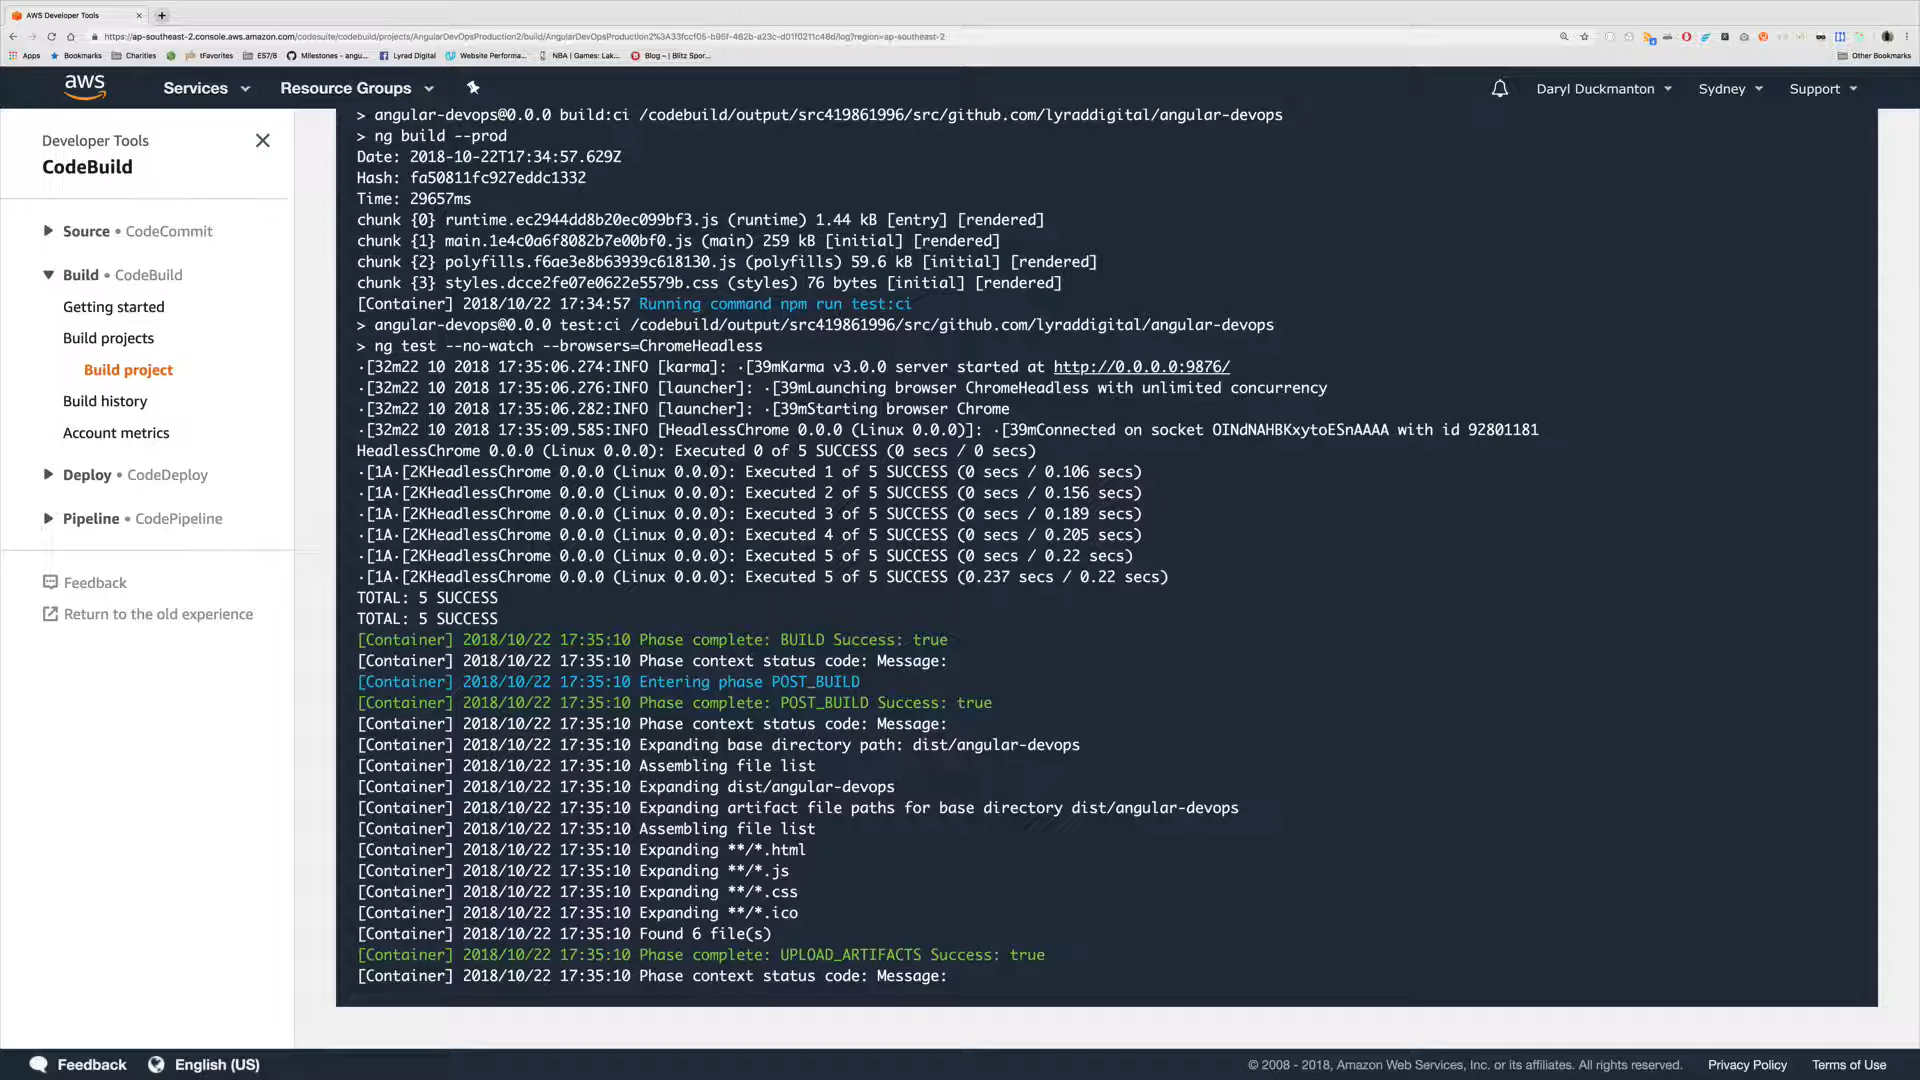 AWS Developer Tools
https://ap-southeast-2.console.aws.amazon.com/codesuite/codebuild/projects/AngularDevOpsProduction2/build/AngularDevOpsProduction2%3A33fccf05-b95f-462b-a23c-d01f0211c48d/log?region=ap-southeast-2
Apps Bookmarks Charities tFavorites ES7/8 Milestones - angu... Lyrad Digital Website Performa... NBA | Games: Lak... Blog – | Blitz Spor... Other Bookmarks
aws Services Resource Groups Daryl Duckmanton Sydney Support
Developer Tools
CodeBuild
Source • CodeCommit
Build • CodeBuild
Getting started
Build projects
Build project
Build history
Account metrics
Deploy • CodeDeploy
Pipeline • CodePipeline
Feedback
Return to the old experience
> angular-devops@0.0.0 build:ci /codebuild/output/src419861996/src/github.com/lyraddigital/angular-devops
> ng build --prod
Date: 2018-10-22T17:34:57.629Z
Hash: fa50811fc927eddc1332
Time: 29657ms
chunk {0} runtime.ec2944dd8b20ec099bf3.js (runtime) 1.44 kB [entry] [rendered]
chunk {1} main.1e4c0a6f8082b7e00bf0.js (main) 259 kB [initial] [rendered]
chunk {2} polyfills.f6ae3e8b63939c618130.js (polyfills) 59.6 kB [initial] [rendered]
chunk {3} styles.dcce2fe07e0622e5579b.css (styles) 76 bytes [initial] [rendered]
[Container] 2018/10/22 17:34:57 Running command npm run test:ci
> angular-devops@0.0.0 test:ci /codebuild/output/src419861996/src/github.com/lyraddigital/angular-devops
> ng test --no-watch --browsers=ChromeHeadless
·[32m22 10 2018 17:35:06.274:INFO [karma]: ·[39mKarma v3.0.0 server started at http://0.0.0.0:9876/
·[32m22 10 2018 17:35:06.276:INFO [launcher]: ·[39mLaunching browser ChromeHeadless with unlimited concurrency
·[32m22 10 2018 17:35:06.282:INFO [launcher]: ·[39mStarting browser Chrome
·[32m22 10 2018 17:35:09.585:INFO [HeadlessChrome 0.0.0 (Linux 0.0.0)]: ·[39mConnected on socket OINdNAHBKxytoESnAAAA with id 92801181
HeadlessChrome 0.0.0 (Linux 0.0.0): Executed 0 of 5 SUCCESS (0 secs / 0 secs)
·[1A·[2KHeadlessChrome 0.0.0 (Linux 0.0.0): Executed 1 of 5 SUCCESS (0 secs / 0.106 secs)
·[1A·[2KHeadlessChrome 0.0.0 (Linux 0.0.0): Executed 2 of 5 SUCCESS (0 secs / 0.156 secs)
·[1A·[2KHeadlessChrome 0.0.0 (Linux 0.0.0): Executed 3 of 5 SUCCESS (0 secs / 0.189 secs)
·[1A·[2KHeadlessChrome 0.0.0 (Linux 0.0.0): Executed 4 of 5 SUCCESS (0 secs / 0.205 secs)
·[1A·[2KHeadlessChrome 0.0.0 (Linux 0.0.0): Executed 5 of 5 SUCCESS (0 secs / 0.22 secs)
·[1A·[2KHeadlessChrome 0.0.0 (Linux 0.0.0): Executed 5 of 5 SUCCESS (0.237 secs / 0.22 secs)
TOTAL: 5 SUCCESS
TOTAL: 5 SUCCESS
[Container] 2018/10/22 17:35:10 Phase complete: BUILD Success: true
[Container] 2018/10/22 17:35:10 Phase context status code: Message:
[Container] 2018/10/22 17:35:10 Entering phase POST_BUILD
[Container] 2018/10/22 17:35:10 Phase complete: POST_BUILD Success: true
[Container] 2018/10/22 17:35:10 Phase context status code: Message:
[Container] 2018/10/22 17:35:10 Expanding base directory path: dist/angular-devops
[Container] 2018/10/22 17:35:10 Assembling file list
[Container] 2018/10/22 17:35:10 Expanding dist/angular-devops
[Container] 2018/10/22 17:35:10 Expanding artifact file paths for base directory dist/angular-devops
[Container] 2018/10/22 17:35:10 Assembling file list
[Container] 2018/10/22 17:35:10 Expanding **/*.html
[Container] 2018/10/22 17:35:10 Expanding **/*.js
[Container] 2018/10/22 17:35:10 Expanding **/*.css
[Container] 2018/10/22 17:35:10 Expanding **/*.ico
[Container] 2018/10/22 17:35:10 Found 6 file(s)
[Container] 2018/10/22 17:35:10 Phase complete: UPLOAD_ARTIFACTS Success: true
[Container] 2018/10/22 17:35:10 Phase context status code: Message:
Feedback English (US) © 2008 - 2018, Amazon Web Services, Inc. or its affiliates. All rights reserved. Privacy Policy Terms of Use